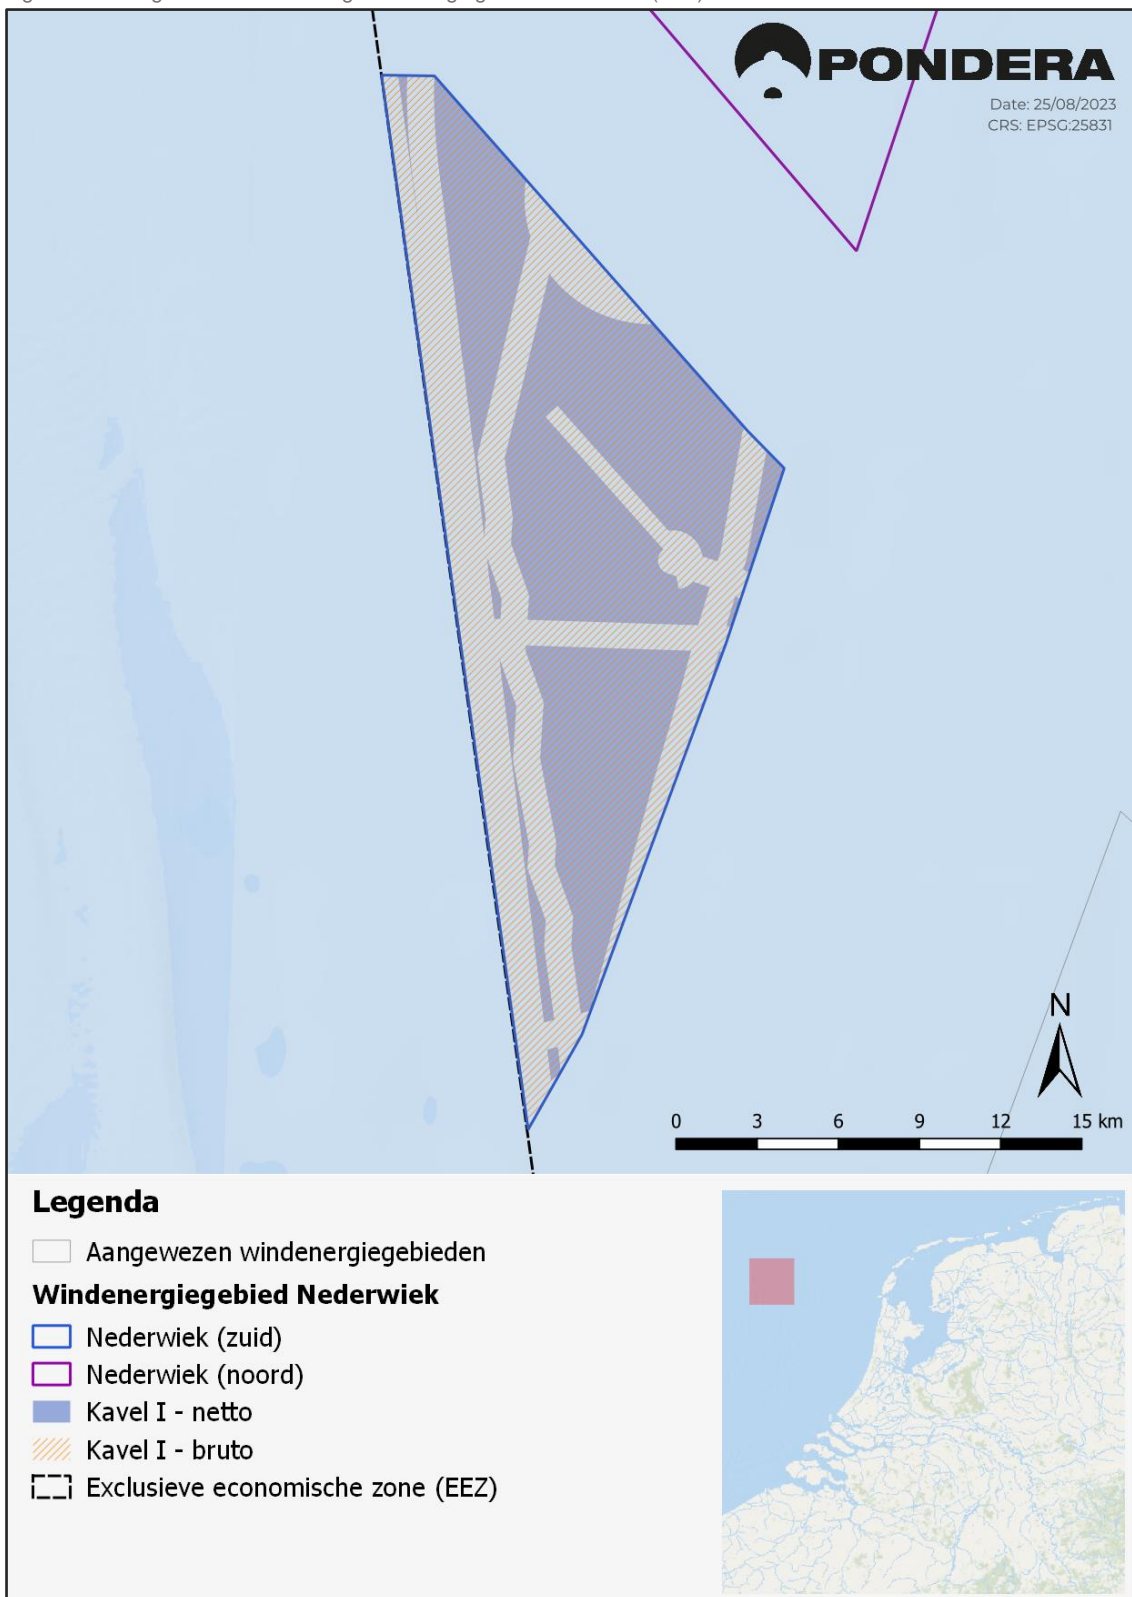 PONDERA
Date: 25/08/2023
CRS: EPSG:25831
N
0 3 6 9 12 15 km
Legenda
Aangewezen windenergiegebieden
Windenergiegebied Nederwiek
Nederwiek (zuid)
Nederwiek (noord)
Kavel I - netto
Kavel I - bruto
Exclusieve economische zone (EEZ)